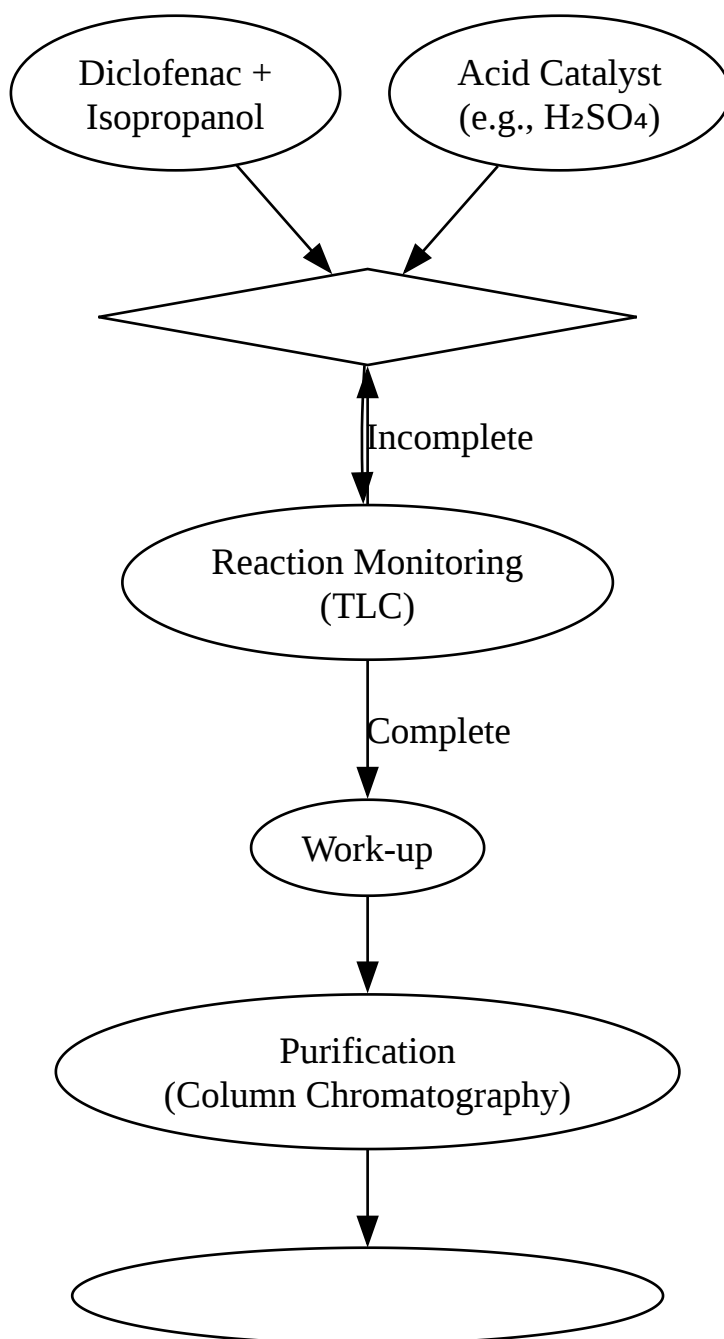 Diclofenac +
Isopropanol
Acid Catalyst
(e.g., H₂SO₄)
Incomplete
Reaction Monitoring
(TLC)
Complete
Work-up
Purification
(Column Chromatography)